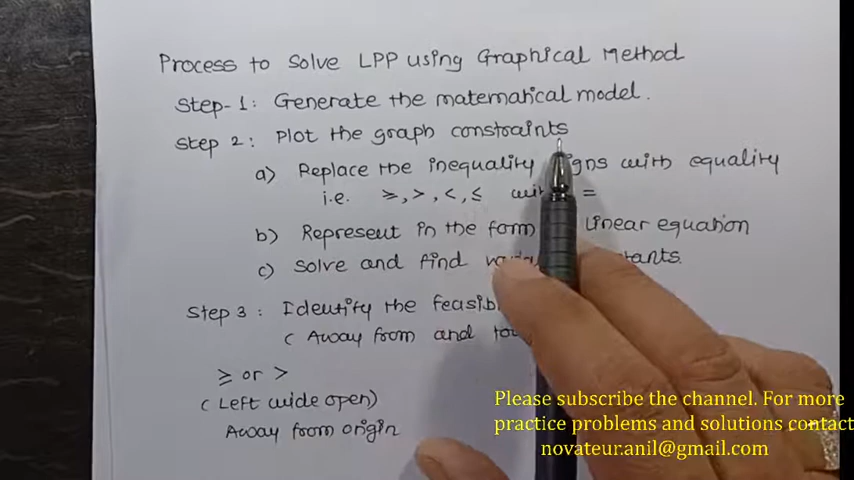 Process to Solve LPP using Graphical Method
Step-1: Generate the matematical model.
Step 2: Plot the graph constraints
a) Replace the inequality signs with equality
i.e. ≥, >, <, ≤ with =
b) Represent in the form linear equation
c) Solve and find
Step 3: Identify the
( Away from and
≥ or >
( Left wide open)
Away from origin
Please subscribe the channel. For more
practice problems and solutions contact
novateur.anil@gmail.com